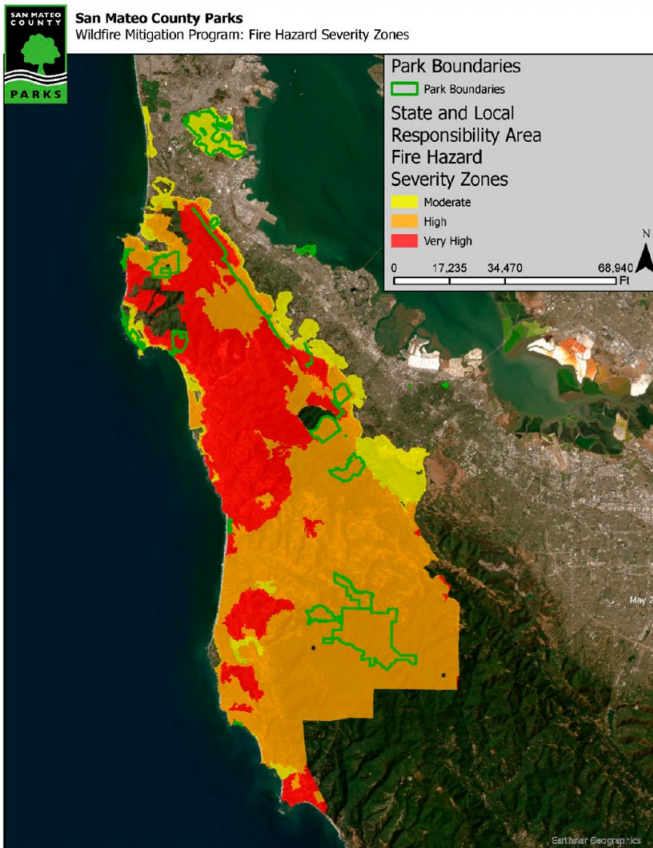 SAN MATEO
COUNTY
PARKS
San Mateo County Parks
Wildfire Mitigation Program: Fire Hazard Severity Zones
Park Boundaries
Park Boundaries
State and Local
Responsibility Area
Fire Hazard
Severity Zones
Moderate
High
Very High
N
0 17,235 34,470 68,940
Ft
May 2
Earthstar Geographics